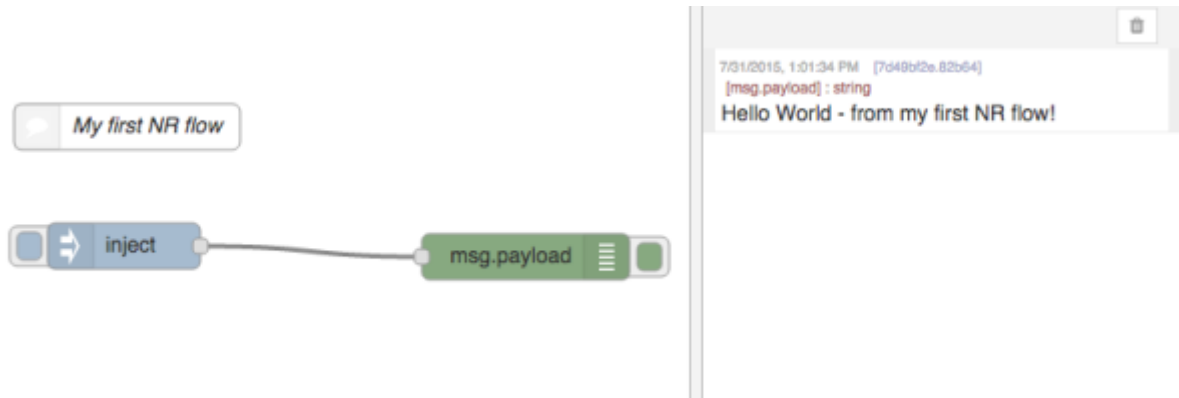 My first NR flow
inject
msg.payload
7/31/2015, 1:01:34 PM [7d49bf2e.82b64]
[msg.payload] : string
Hello World - from my first NR flow!